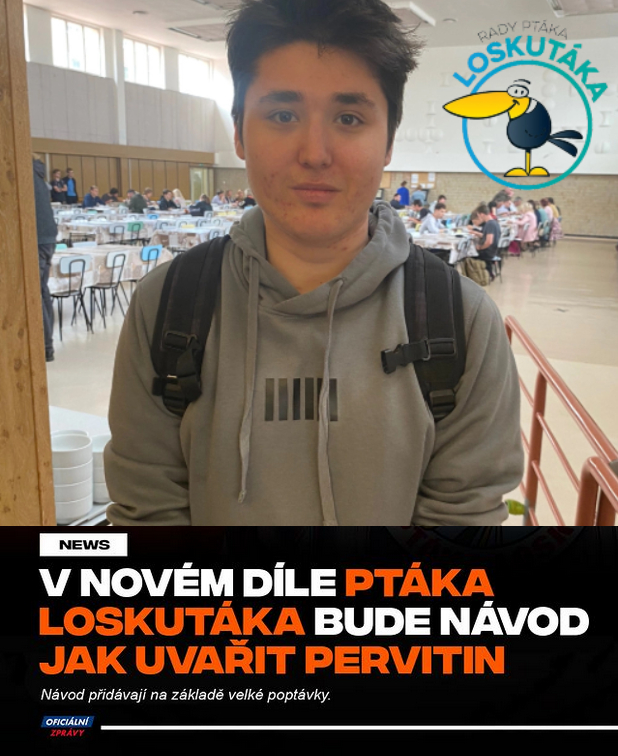 RADY PTÁKA
LOSKUTÁKA
NEWS
V NOVÉM DÍLE PTÁKA
LOSKUTÁKA BUDE NÁVOD
JAK UVAŘIT PERVITIN
Návod přidávají na základě velké poptávky.
OFICIÁLNÍ
ZPRÁVY